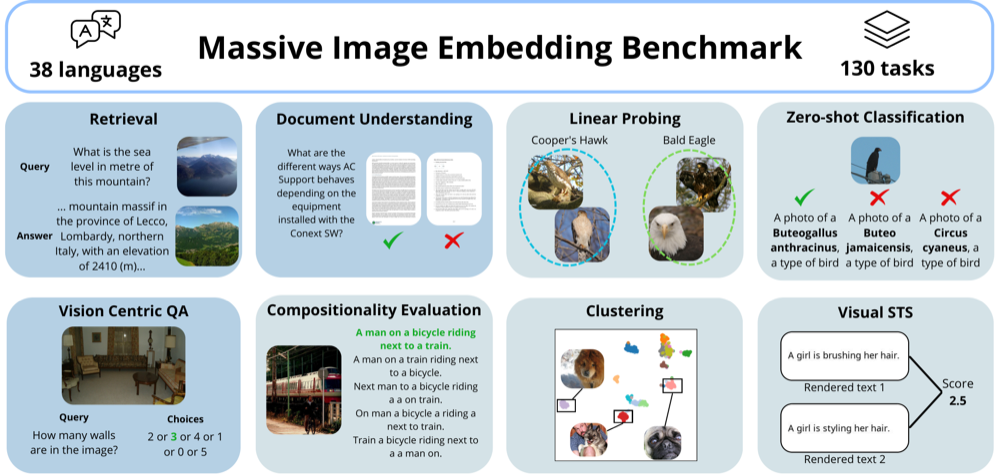 Massive Image Embedding Benchmark
38 languages
130 tasks
Retrieval
Query
What is the sea
level in metre of
this mountain?
Answer
... mountain massif in
the province of Lecco,
Lombardy, northern
Italy, with an elevation
of 2410 (m)...
Document Understanding
What are the
different ways AC
Support behaves
depending on the
equipment
installed with the
Conext SW?
Linear Probing
Cooper's Hawk
Bald Eagle
Zero-shot Classification
A photo of a
Buteogallus
anthracinus,
a type of bird
A photo of a
Buteo
jamaicensis,
a type of bird
A photo of a
Circus
cyaneus, a
type of bird
Vision Centric QA
Query
How many walls
are in the image?
Choices
2 or 3 or 4 or 1
or 0 or 5
Compositionality Evaluation
A man on a bicycle riding
next to a train.
A man on a train riding next
to a bicycle.
Next man to a bicycle riding
a a on train.
On man a bicycle a riding a
next to train.
Train a bicycle riding next to
a a man on.
Clustering
Visual STS
A girl is brushing her hair.
Rendered text 1
A girl is styling her hair.
Rendered text 2
Score
2.5